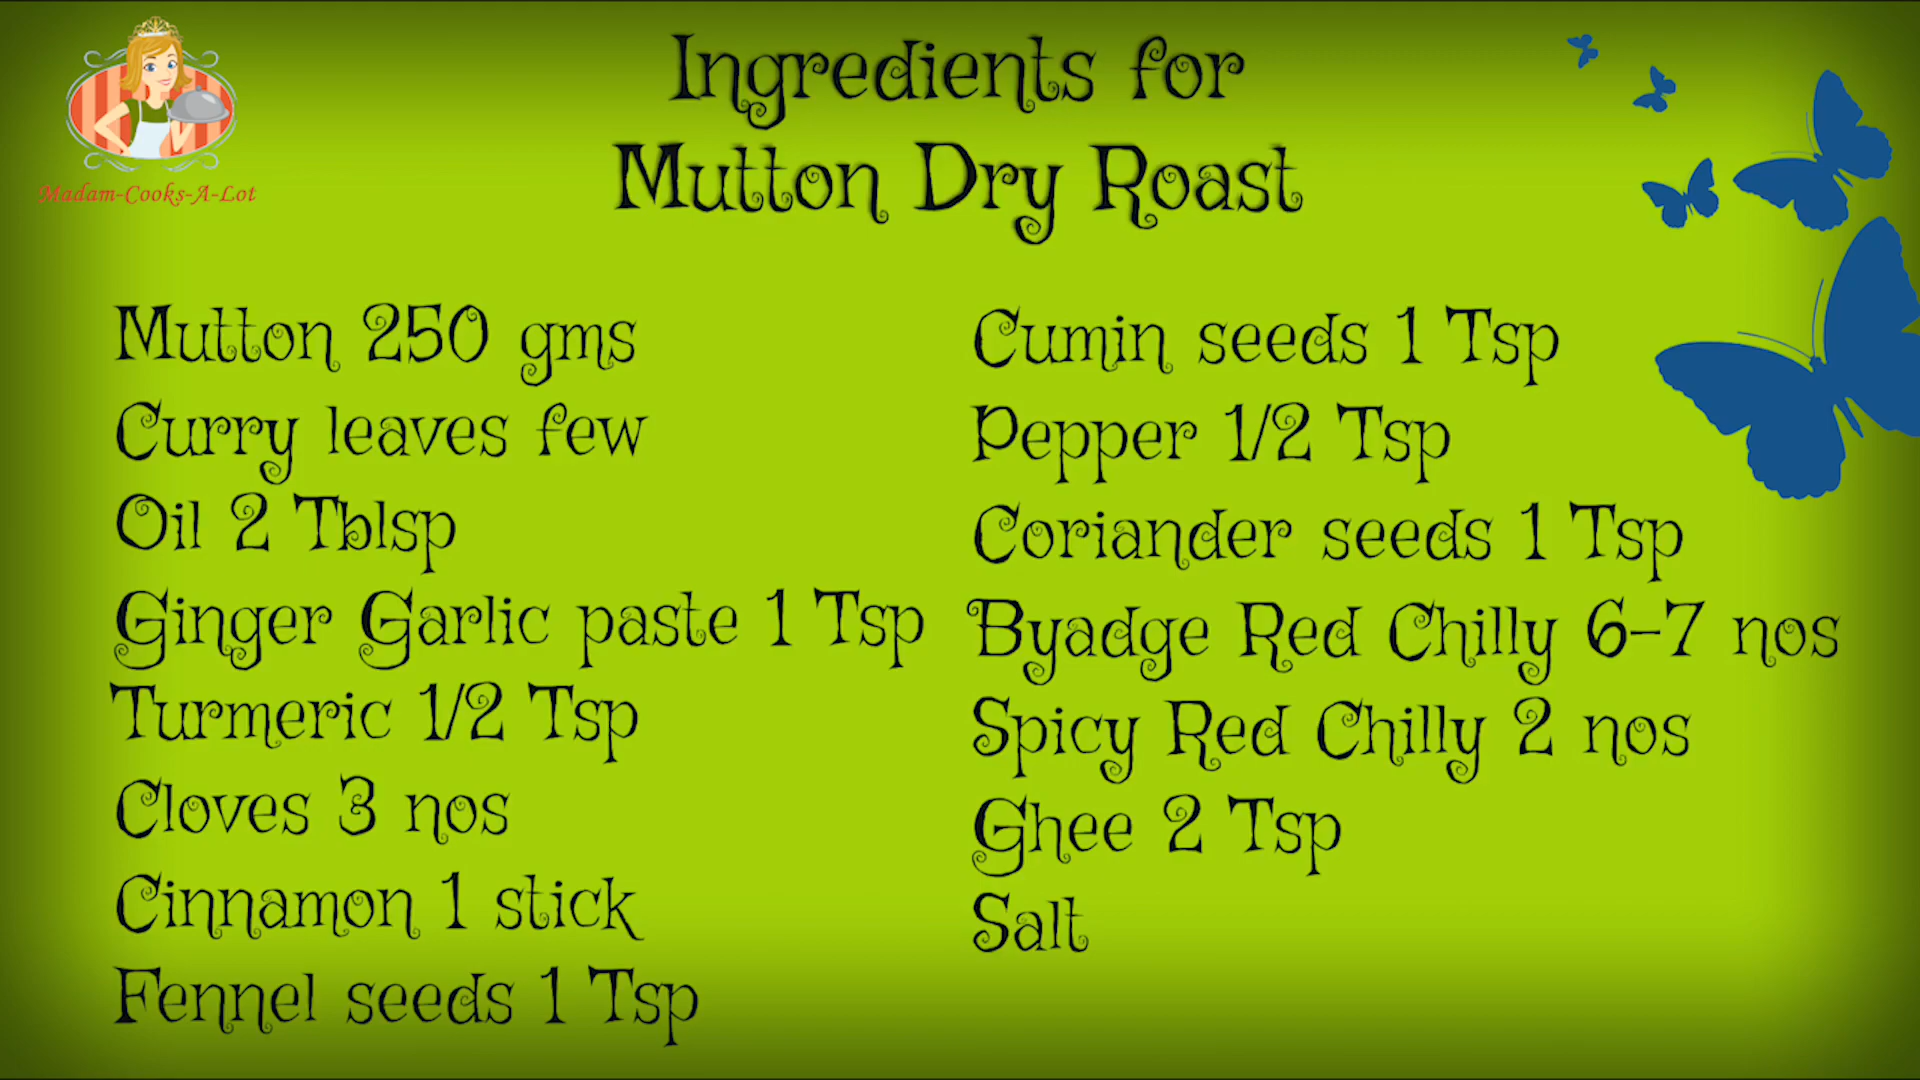 Madam-Cooks-A-Lot
Ingredients for
Mutton Dry Roast
Mutton 250 gms
Curry leaves few
Oil 2 Tblsp
Ginger Garlic paste 1 Tsp
Turmeric 1/2 Tsp
Cloves 3 nos
Cinnamon 1 stick
Fennel seeds 1 Tsp
Cumin seeds 1 Tsp
Pepper 1/2 Tsp
Coriander seeds 1 Tsp
Byadge Red Chilly 6-7 nos
Spicy Red Chilly 2 nos
Ghee 2 Tsp
Salt